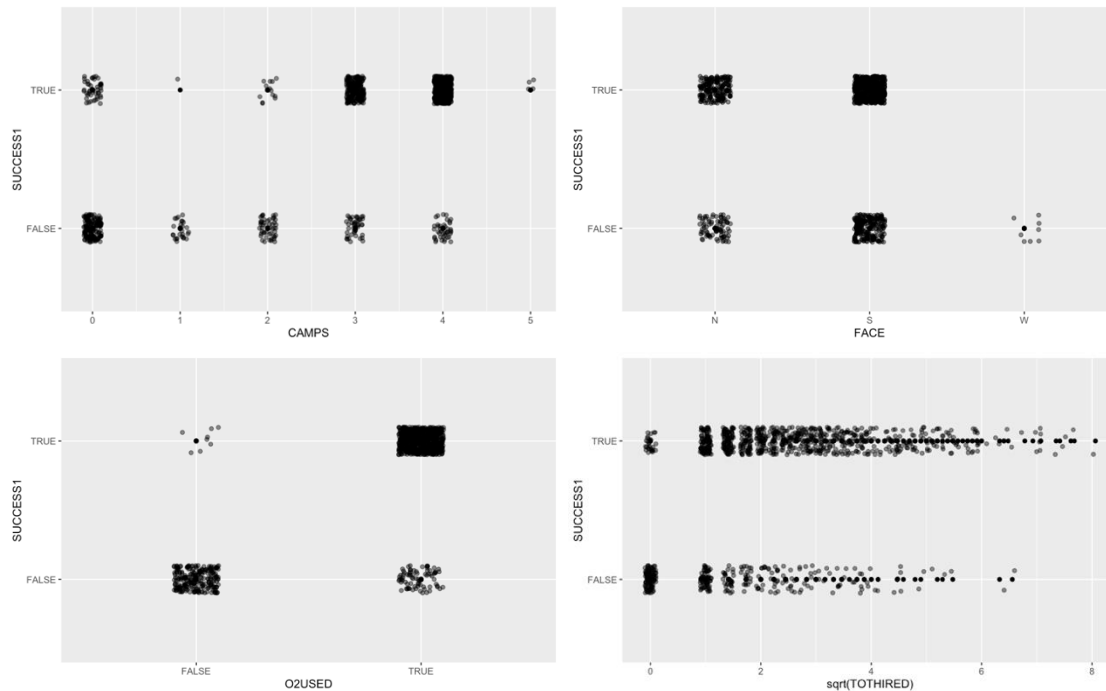 TRUE
FALSE
SUCCESS1
0 1 2 3 4 5
CAMPS
TRUE
FALSE
SUCCESS1
N S W
FACE
TRUE
FALSE
SUCCESS1
FALSE TRUE
O2USED
TRUE
FALSE
SUCCESS1
0 2 4 6 8
sqrt(TOTHIRED)